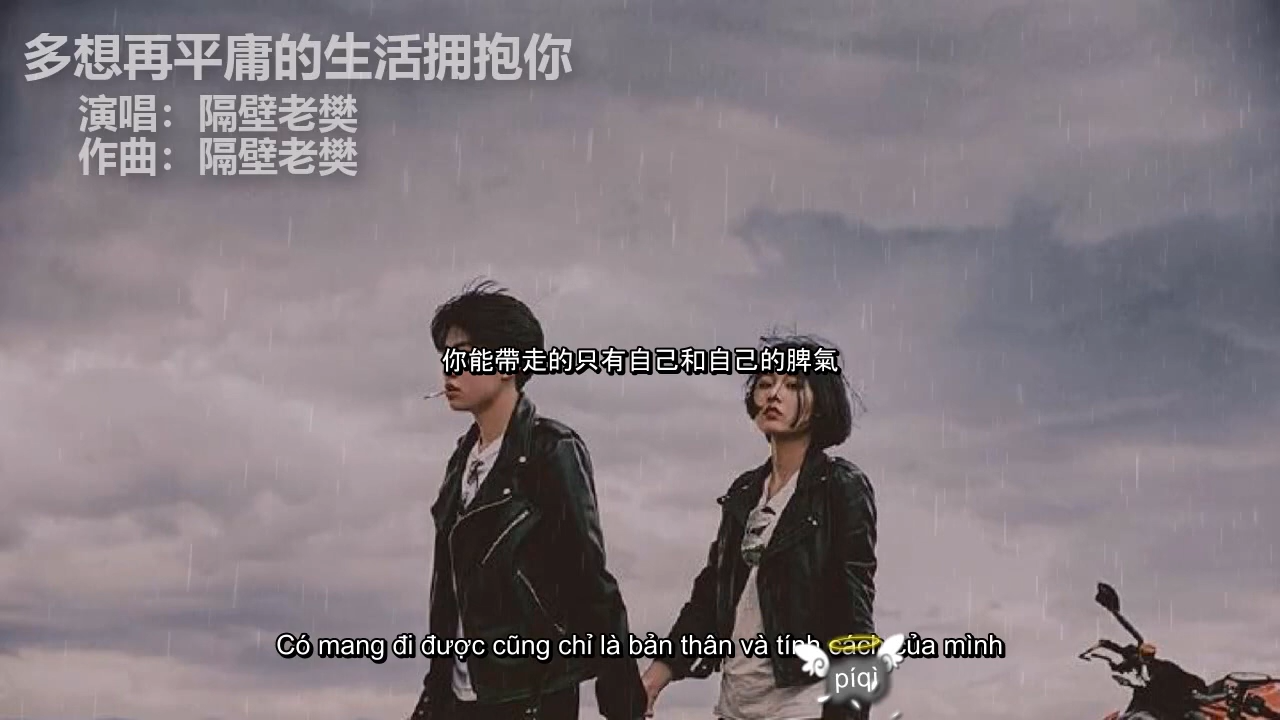 多想再平庸的生活拥抱你
演唱：隔壁老樊
作曲：隔壁老樊
你能帶走的只有自己和自己的脾氣
Có mang đi được cũng chỉ là bản thân và tính cách của mình
píqì